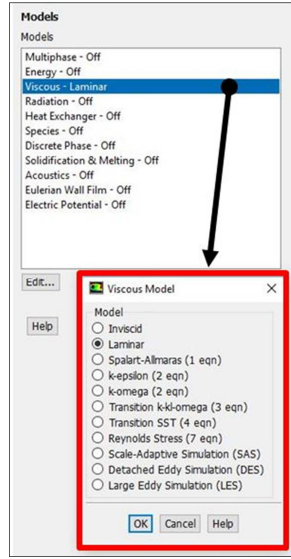 Models
Models
Multiphase - Off
Energy - Off
Viscous - Laminar
Radiation - Off
Heat Exchanger - Off
Species - Off
Discrete Phase - Off
Solidification & Melting - Off
Acoustics - Off
Eulerian Wall Film - Off
Electric Potential - Off
Edit...
Help
Viscous Model
Model
Inviscid
Laminar
Spalart-Allmaras (1 eqn)
k-epsilon (2 eqn)
k-omega (2 eqn)
Transition k-kl-omega (3 eqn)
Transition SST (4 eqn)
Reynolds Stress (7 eqn)
Scale-Adaptive Simulation (SAS)
Detached Eddy Simulation (DES)
Large Eddy Simulation (LES)
OK Cancel Help